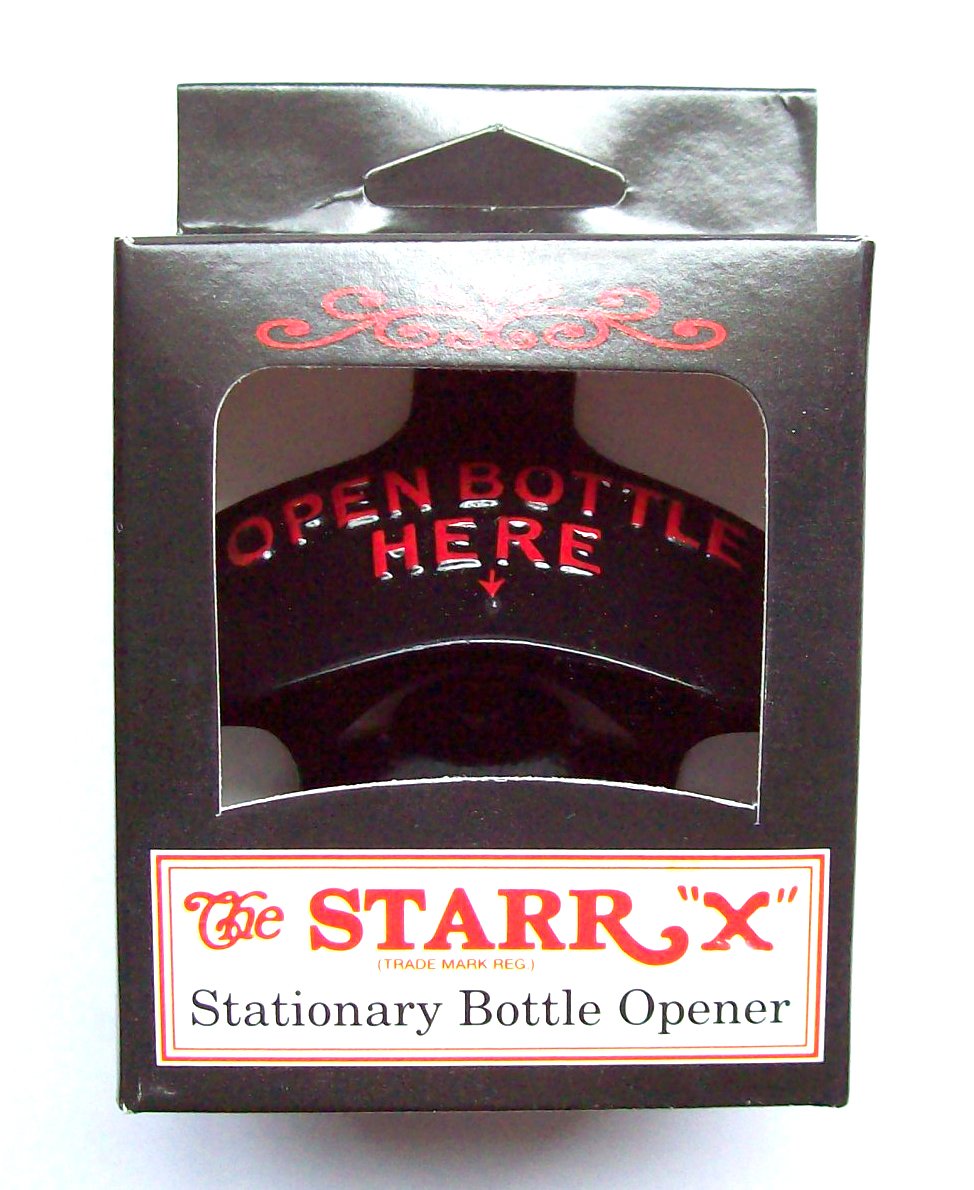 OPEN BOTTLE
HERE
The STARR "X"
(TRADE MARK REG.)
Stationary Bottle Opener